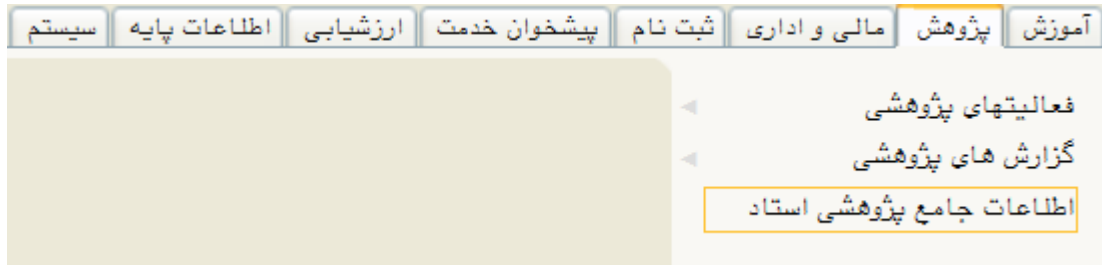 آموزش پژوهش مالی و اداری ثبت نام پیشخوان خدمت ارزشیابی اطلاعات پایه سیستم
فعالیتهای پژوهشی
گزارش های پژوهشی
اطلاعات جامع پژوهشی استاد